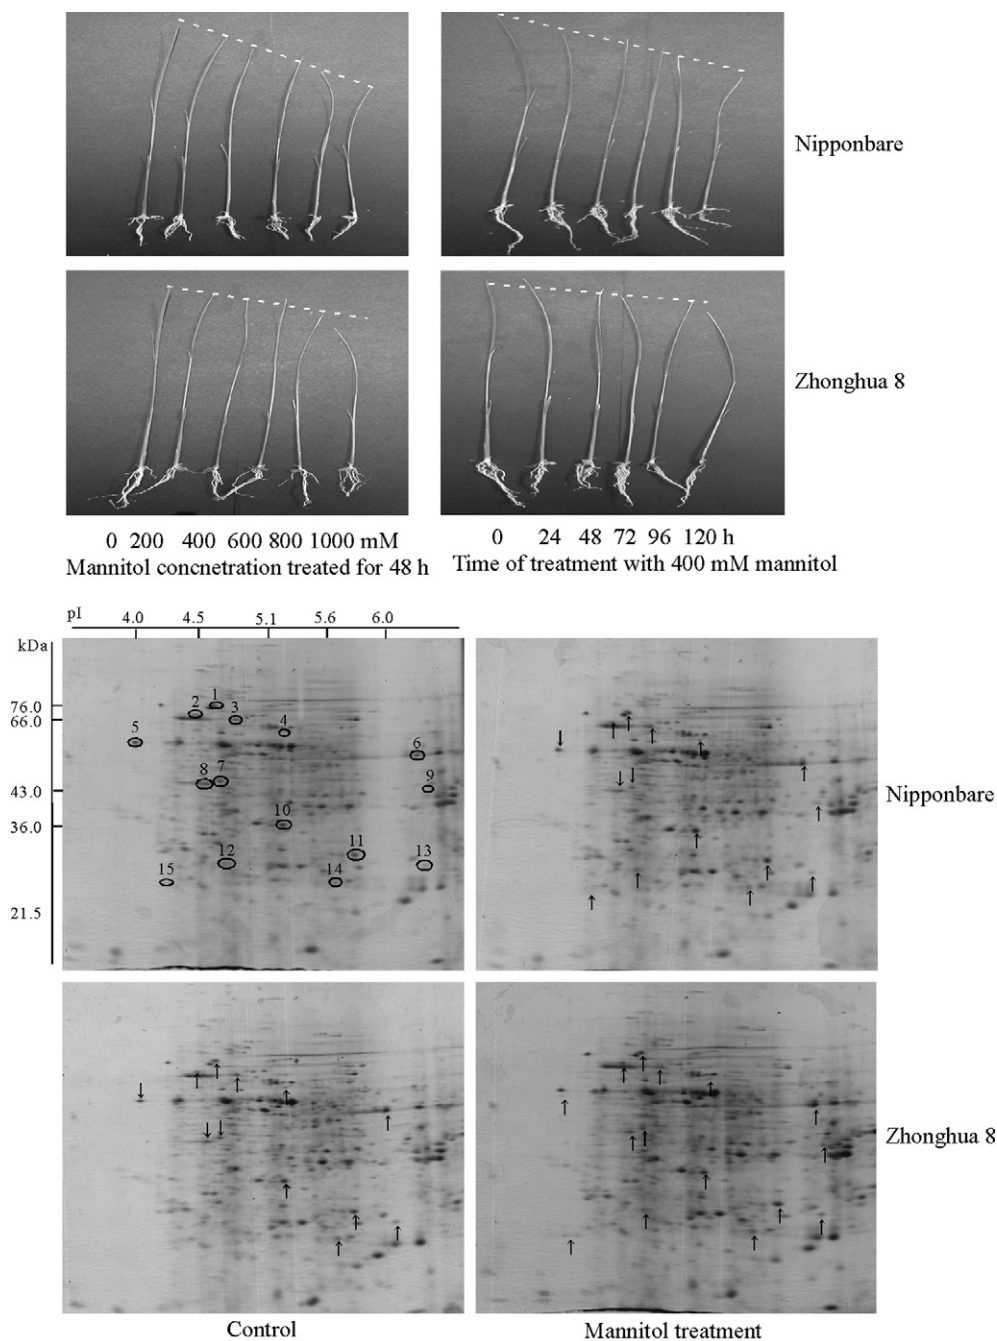 Nipponbare
Zhonghua 8
0 200 400 600 800 1000 mM
Mannitol concnetration treated for 48 h
0 24 48 72 96 120 h
Time of treatment with 400 mM mannitol
pI 4.0 4.5 5.1 5.6 6.0
kDa
76.0
66.0
43.0
36.0
21.5
1
2
3
4
5
6
7
8
9
10
11
12
13
14
15
Nipponbare
Zhonghua 8
Control
Mannitol treatment